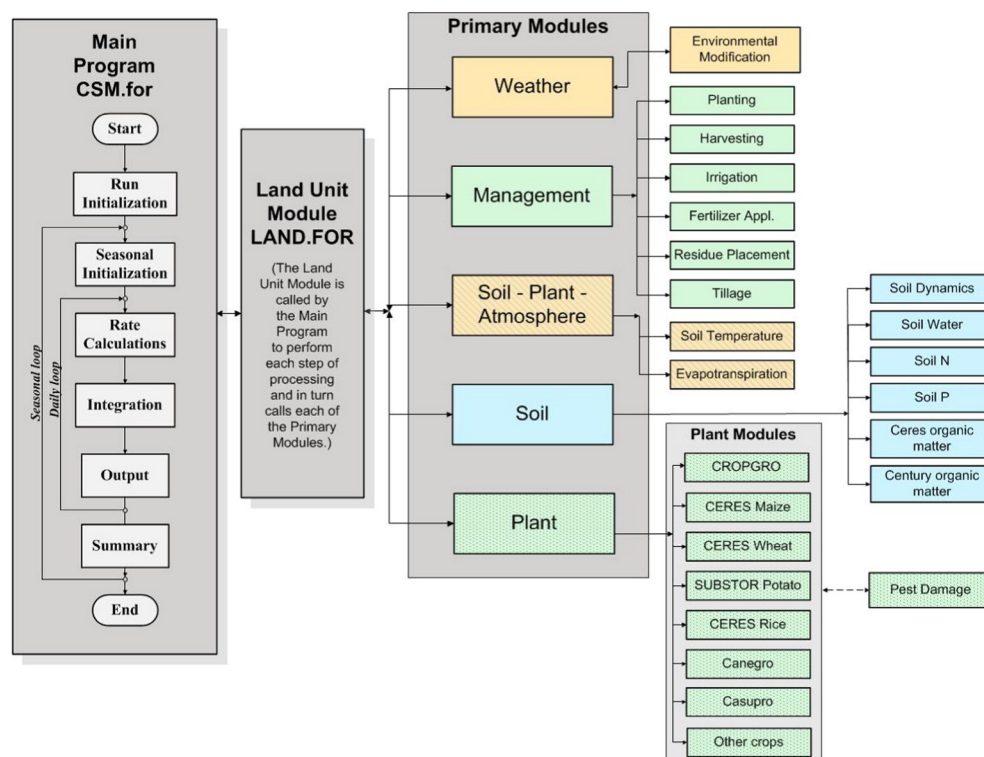 Main
Program
CSM.for
Start
Run
Initialization
Seasonal
Initialization
Rate
Calculations
Integration
Output
Summary
End
Seasonal loop
Daily loop
Land Unit
Module
LAND.FOR
(The Land
Unit Module is
called by
the Main
Program
to perform
each step of
processing
and in turn
calls each of
the Primary
Modules.)
Primary Modules
Weather
Management
Soil - Plant -
Atmosphere
Soil
Plant
Environmental
Modification
Planting
Harvesting
Irrigation
Fertilizer Appl.
Residue Placement
Tillage
Soil Temperature
Evapotranspiration
Soil Dynamics
Soil Water
Soil N
Soil P
Ceres organic
matter
Century organic
matter
Plant Modules
CROPGRO
CERES Maize
CERES Wheat
SUBSTOR Potato
CERES Rice
Canegro
Casupro
Other crops
Pest Damage